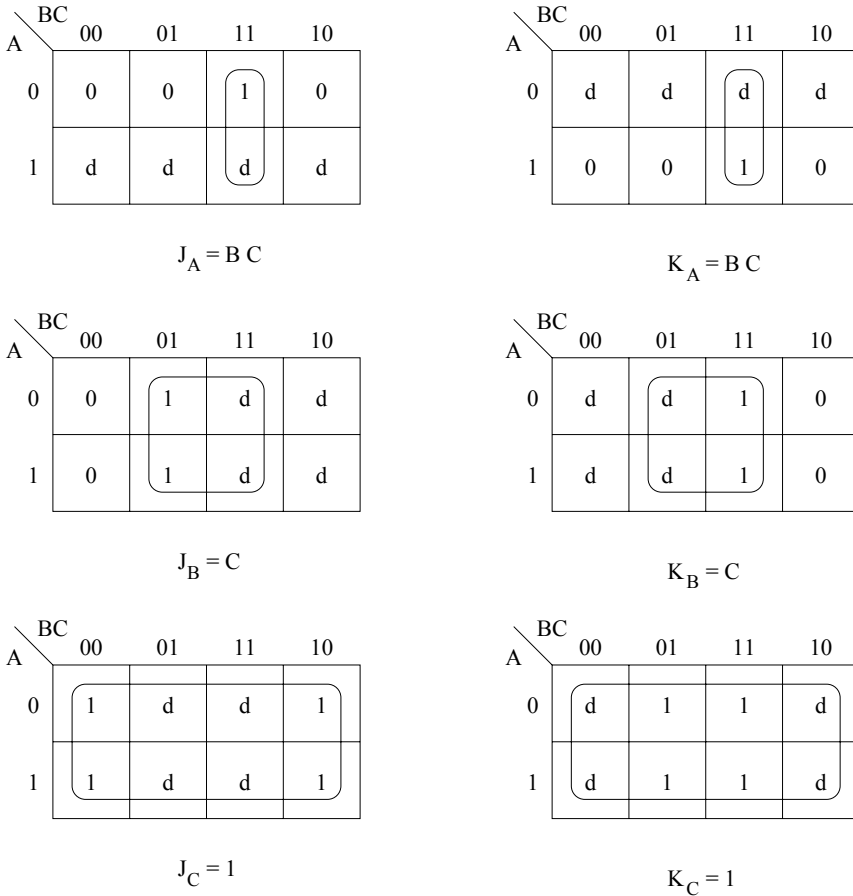 BC BC
A 00 01 11 10 A 00 01 11 10
0 0 0 1 0 0 d d d d
1 d d d d 1 0 0 1 0
J_A = B C K_A = B C
BC BC
A 00 01 11 10 A 00 01 11 10
0 0 1 d d 0 d d 1 0
1 0 1 d d 1 d d 1 0
J_B = C K_B = C
BC BC
A 00 01 11 10 A 00 01 11 10
0 1 d d 1 0 d 1 1 d
1 1 d d 1 1 d 1 1 d
J_C = 1 K_C = 1